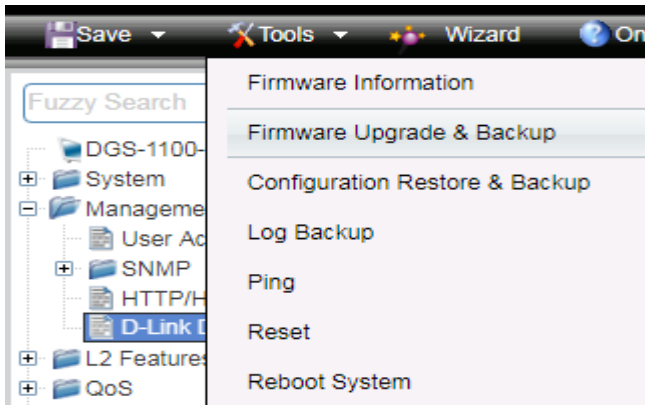 Save Tools Wizard On
Fuzzy Search
Firmware Information
DGS-1100-
Firmware Upgrade & Backup
System
Configuration Restore & Backup
Manageme
User Ac
Log Backup
SNMP
Ping
HTTP/H
D-Link D
Reset
L2 Features
QoS
Reboot System